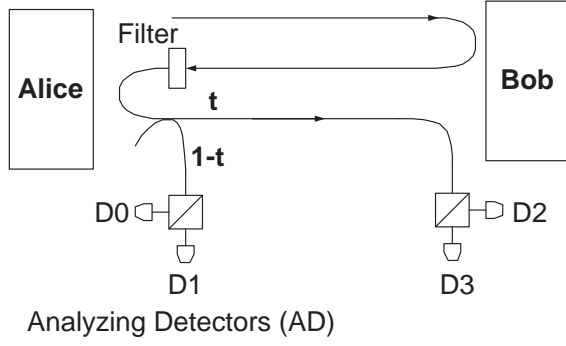 Filter
Alice
Bob
t
1-t
D0
D2
D1
D3
Analyzing Detectors (AD)